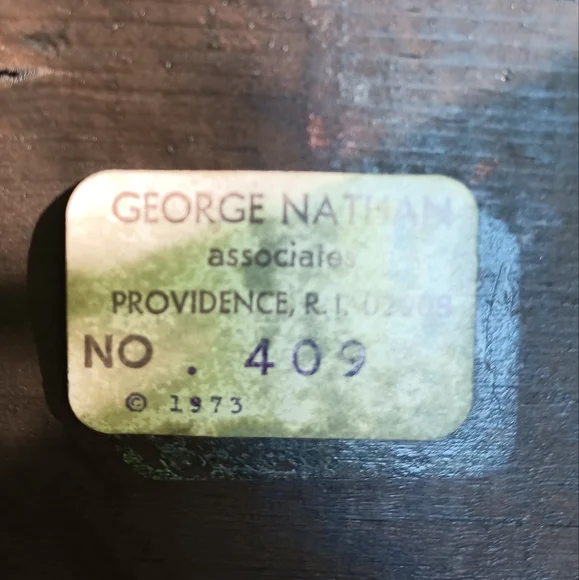 GEORGE NATHAN
associates
PROVIDENCE, R. I. 02908
NO. 409
© 1973